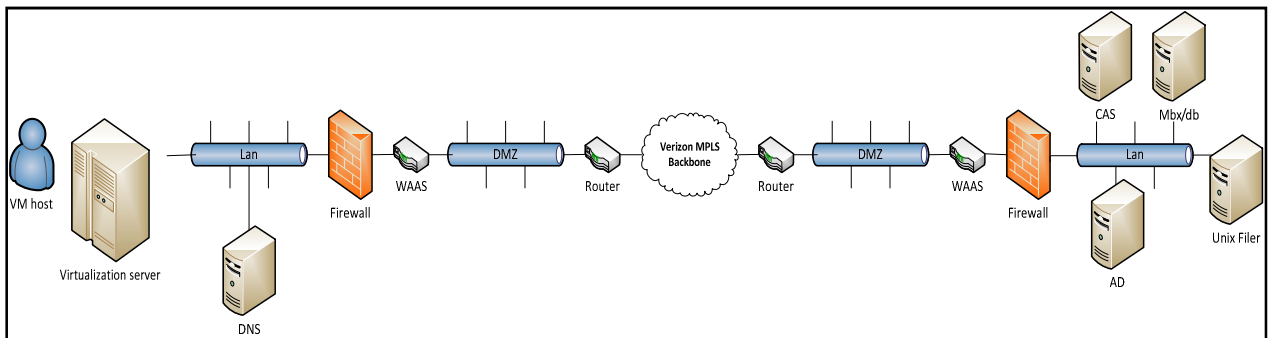 VM host
Virtualization server
Lan
DNS
Firewall
WAAS
DMZ
Router
Verizon MPLS
Backbone
Router
DMZ
WAAS
Firewall
CAS
Mbx/db
Lan
AD
Unix Filer